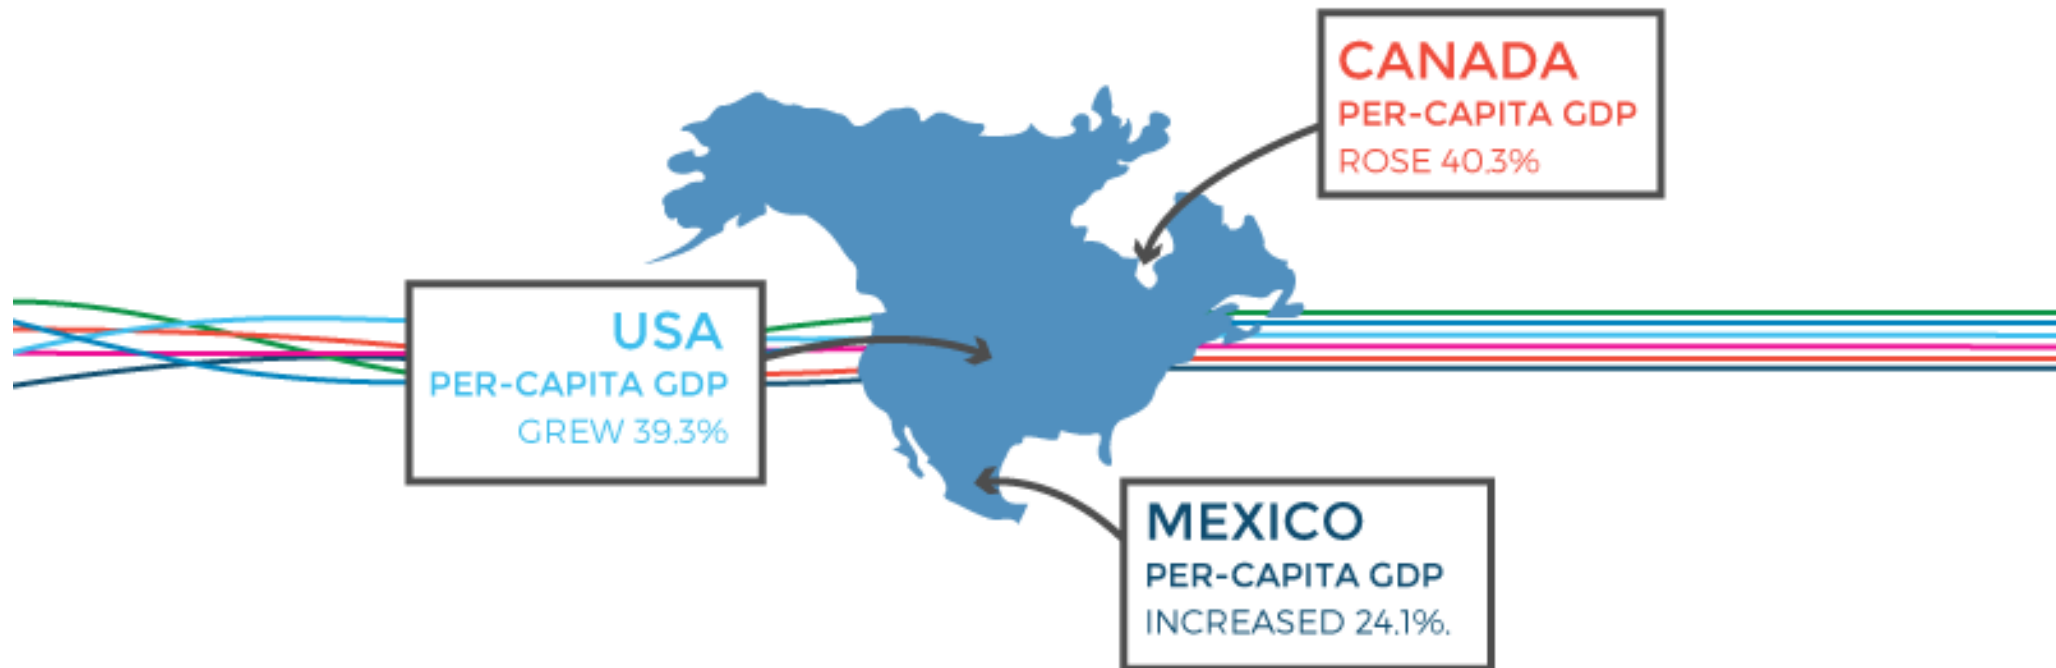 CANADA
PER-CAPITA GDP
ROSE 40.3%
USA
PER-CAPITA GDP
GREW 39.3%
MEXICO
PER-CAPITA GDP
INCREASED 24.1%.